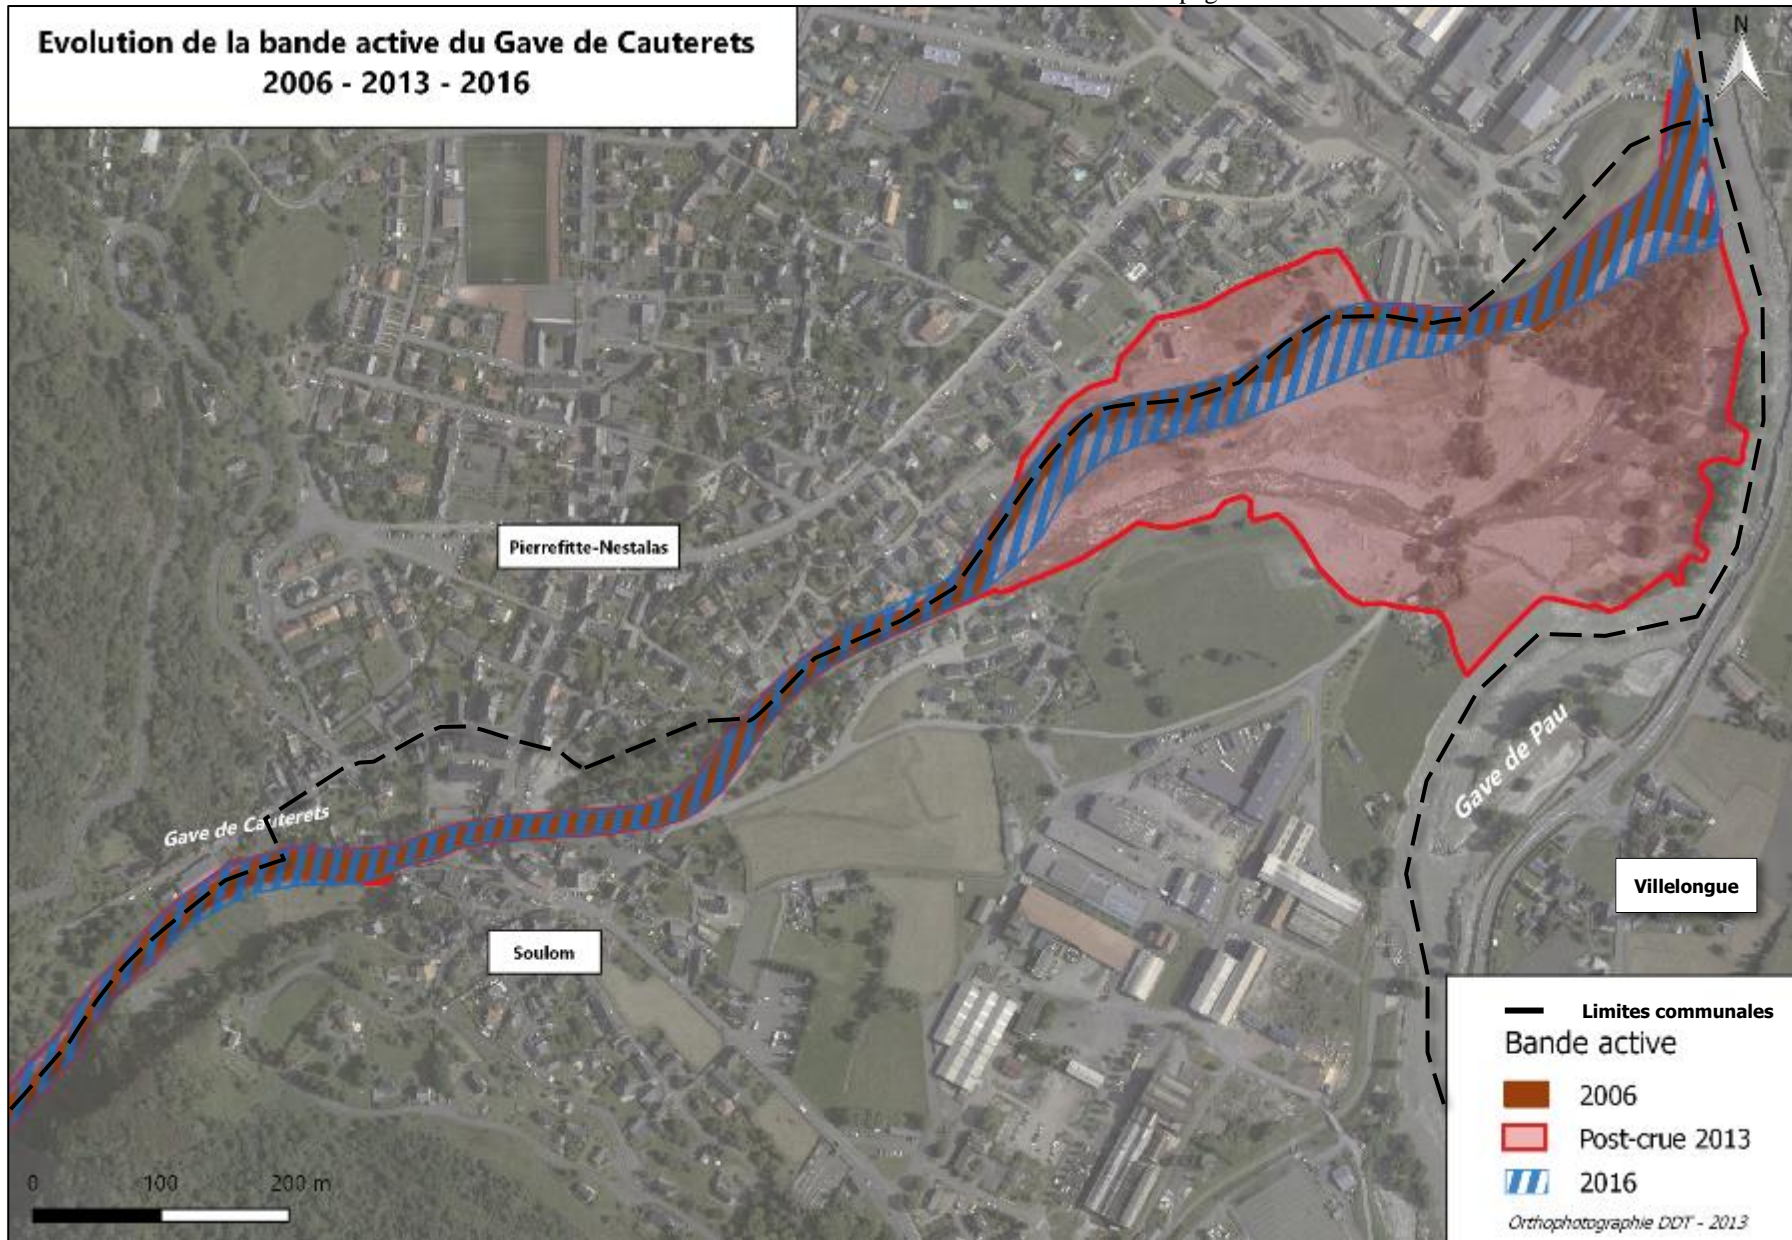 Evolution de la bande active du Gave de Cauterets
2006 - 2013 - 2016
N
Pierrefitte-Nestalas
Gave de Cauterets
Gave de Pau
Villelongue
Soulom
Limites communales
Bande active
2006
Post-crue 2013
2016
Orthophotographie DDT - 2013
0 100 200 m